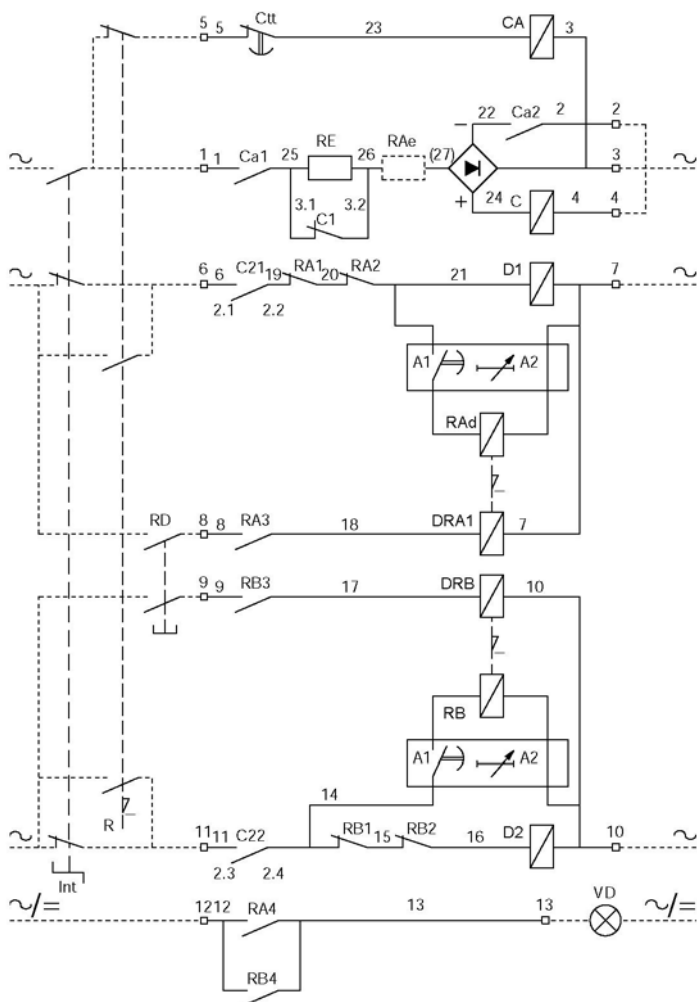 5 5 Ctt 23 CA 3
22 Ca2 2 2
∼ 1 1 Ca1 25 RE 26 RAe (27) − 3
3.1 C1 3.2 + 24 C 4 4
∼ 6 6 C21 19 RA1 20 RA2 21 D1 7 ∼
2.1 2.2
A1 A2
RAd
RD 8 8 RA3 18 DRA1 7
9 9 RB3 17 DRB 10
RB
A1 A2
14
R
∼ 11 11 C22 RB1 15 RB2 16 D2 10 ∼
2.3 2.4
Int
∼/= 12 12 RA4 13 13 VD ∼/=
RB4